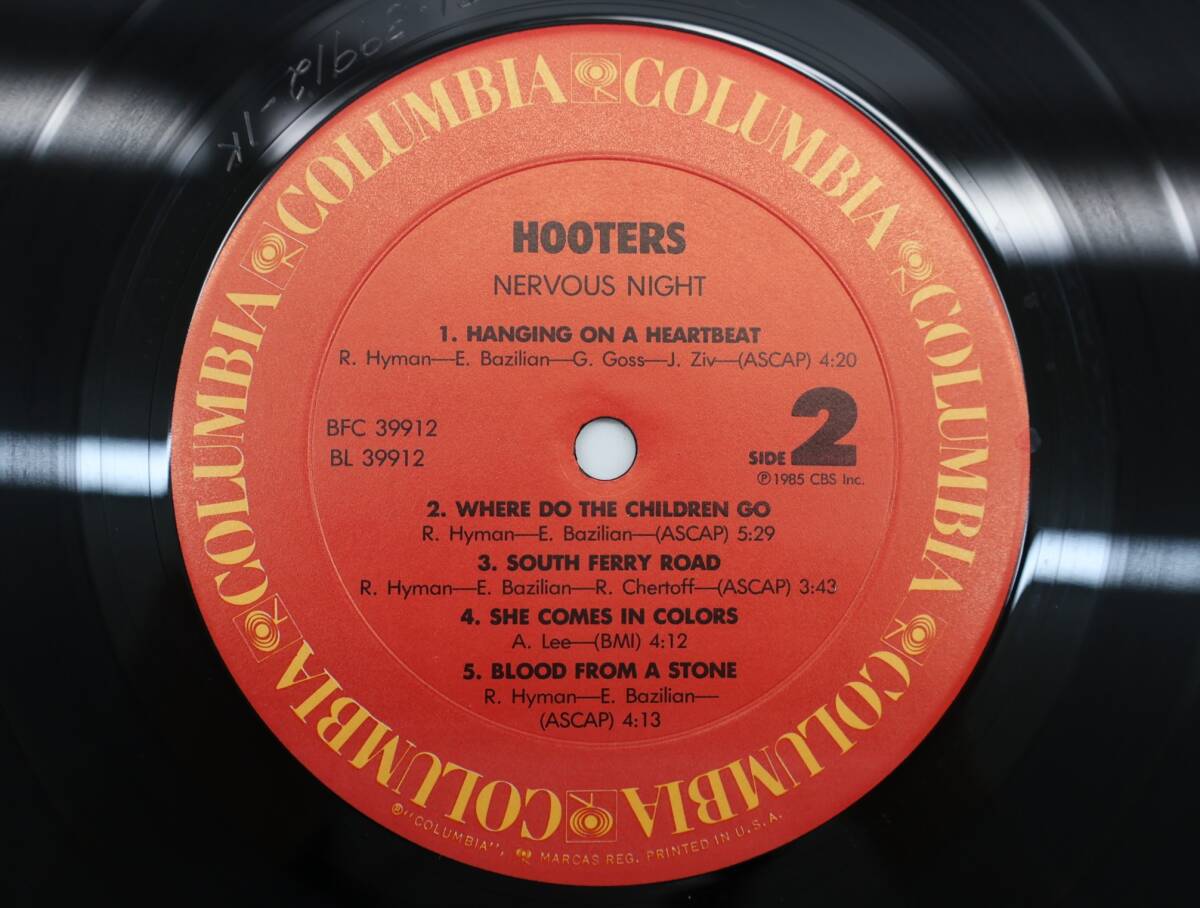 39912-1K
COLUMBIA COLUMBIA COLUMBIA COLUMBIA COLUMBIA COLUMBIA
HOOTERS
NERVOUS NIGHT
1. HANGING ON A HEARTBEAT
R. Hyman—E. Bazilian—G. Goss—J. Ziv—(ASCAP) 4:20
BFC 39912
BL 39912
SIDE 2
℗1985 CBS Inc.
2. WHERE DO THE CHILDREN GO
R. Hyman—E. Bazilian—(ASCAP) 5:29
3. SOUTH FERRY ROAD
R. Hyman—E. Bazilian—R. Chertoff—(ASCAP) 3:43
4. SHE COMES IN COLORS
A. Lee—(BMI) 4:12
5. BLOOD FROM A STONE
R. Hyman—E. Bazilian—
(ASCAP) 4:13
®"COLUMBIA", MARCAS REG. PRINTED IN U.S.A.